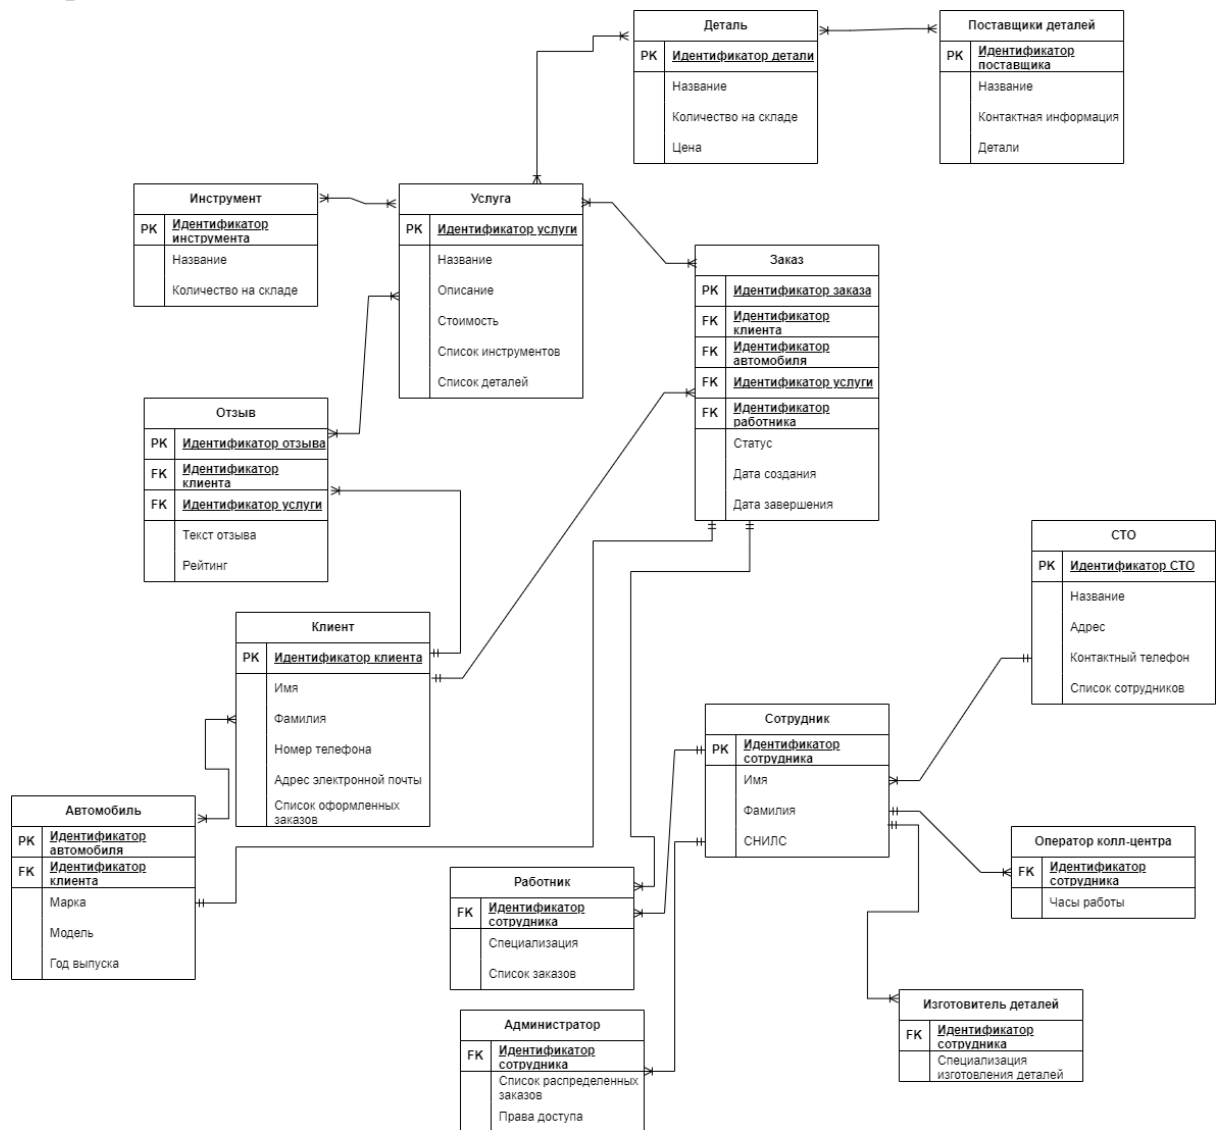 Деталь
PK
Идентификатор детали
Название
Количество на складе
Цена
Поставщики деталей
PK
Идентификатор
поставщика
Название
Контактная информация
Детали
Инструмент
PK
Идентификатор
инструмента
Название
Количество на складе
Услуга
PK
Идентификатор услуги
Название
Описание
Стоимость
Список инструментов
Список деталей
Заказ
PK
Идентификатор заказа
FK
Идентификатор
клиента
FK
Идентификатор
автомобиля
FK
Идентификатор услуги
FK
Идентификатор
работника
Статус
Дата создания
Дата завершения
Отзыв
PK
Идентификатор отзыва
FK
Идентификатор
клиента
FK
Идентификатор услуги
Текст отзыва
Рейтинг
СТО
PK
Идентификатор СТО
Название
Адрес
Контактный телефон
Список сотрудников
Клиент
PK
Идентификатор клиента
Имя
Фамилия
Номер телефона
Адрес электронной почты
Список оформленных
заказов
Сотрудник
PK
Идентификатор
сотрудника
Имя
Фамилия
СНИЛС
Автомобиль
PK
Идентификатор
автомобиля
FK
Идентификатор
клиента
Марка
Модель
Год выпуска
Оператор колл-центра
FK
Идентификатор
сотрудника
Часы работы
Работник
FK
Идентификатор
сотрудника
Специализация
Список заказов
Изготовитель деталей
FK
Идентификатор
сотрудника
Специализация
изготовления деталей
Администратор
FK
Идентификатор
сотрудника
Список распределенных
заказов
Права доступа